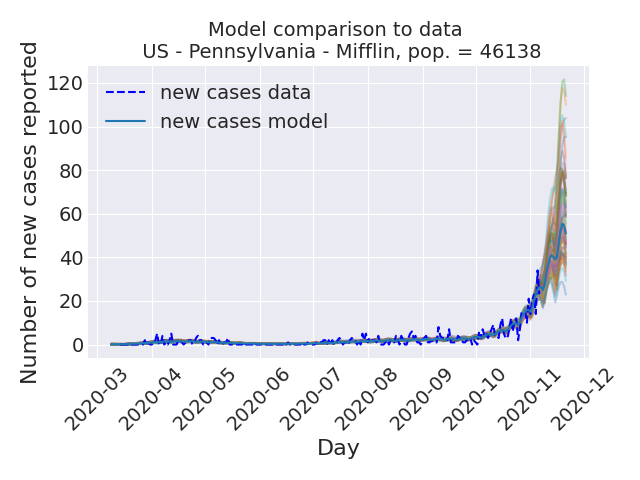 Model comparison to data
US - Pennsylvania - Mifflin, pop. = 46138
Number of new cases reported
120
100
80
60
40
20
0
new cases data
new cases model
2020-03
2020-04
2020-05
2020-06
2020-07
2020-08
2020-09
2020-10
2020-11
2020-12
Day